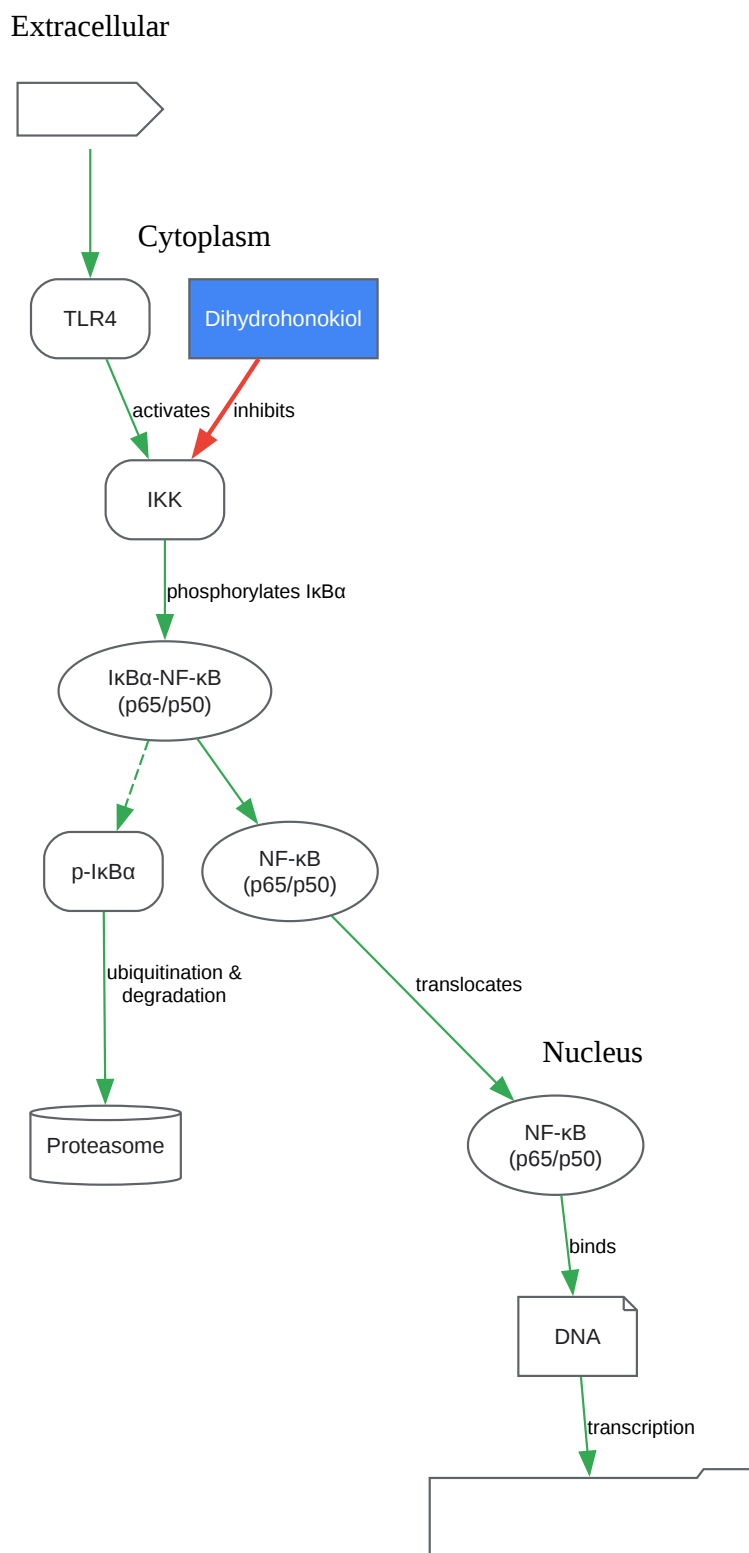 Extracellular
Cytoplasm
TLR4
Dihydrohonokiol
activates
inhibits
IKK
phosphorylates IκBα
IκBα-NF-κB
(p65/p50)
p-IκBα
NF-κB
(p65/p50)
ubiquitination &
degradation
translocates
Nucleus
Proteasome
NF-κB
(p65/p50)
binds
DNA
transcription